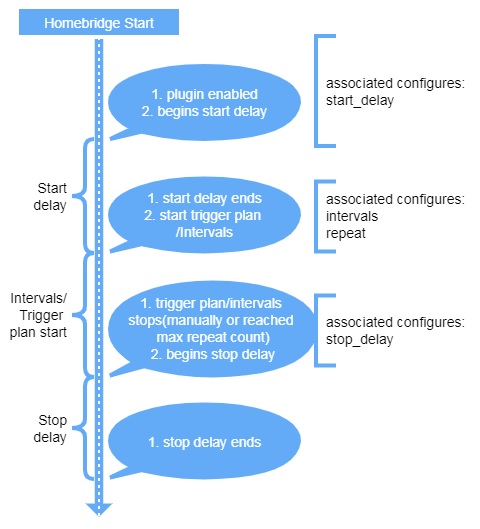 Homebridge Start
1. plugin enabled
2. begins start delay
associated configures:
start_delay
Start
delay
1. start delay ends
2. start trigger plan
/Intervals
associated configures:
intervals
repeat
Intervals/
Trigger
plan start
1. trigger plan/intervals
stops(manually or reached
max repeat count)
2. begins stop delay
associated configures:
stop_delay
Stop
delay
1. stop delay ends